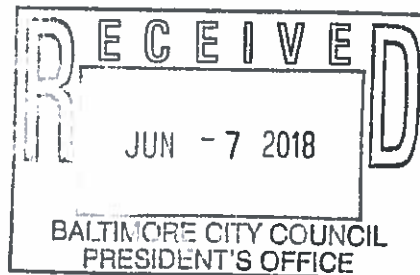 RECEIVED
JUN - 7 2018
BALTIMORE CITY COUNCIL
PRESIDENT'S OFFICE